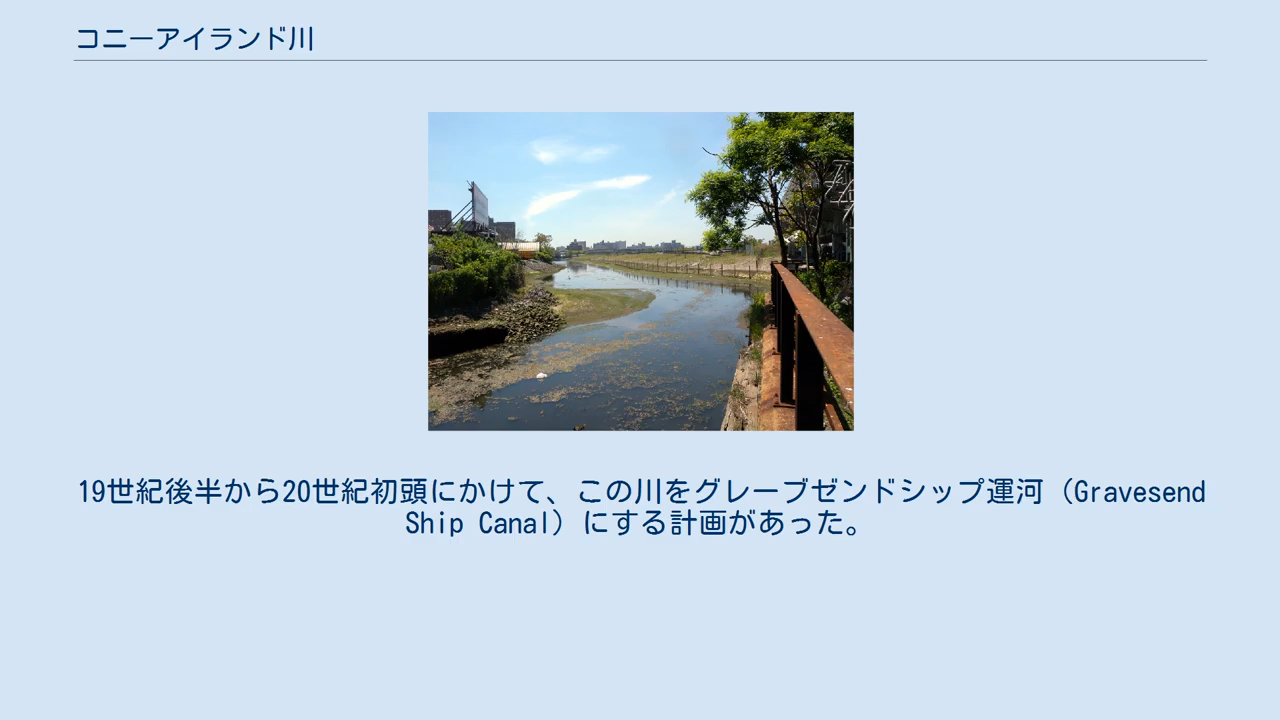 コニーアイランド川
19世紀後半から20世紀初頭にかけて、この川をグレーブゼンドシップ運河（Gravesend
Ship Canal）にする計画があった。